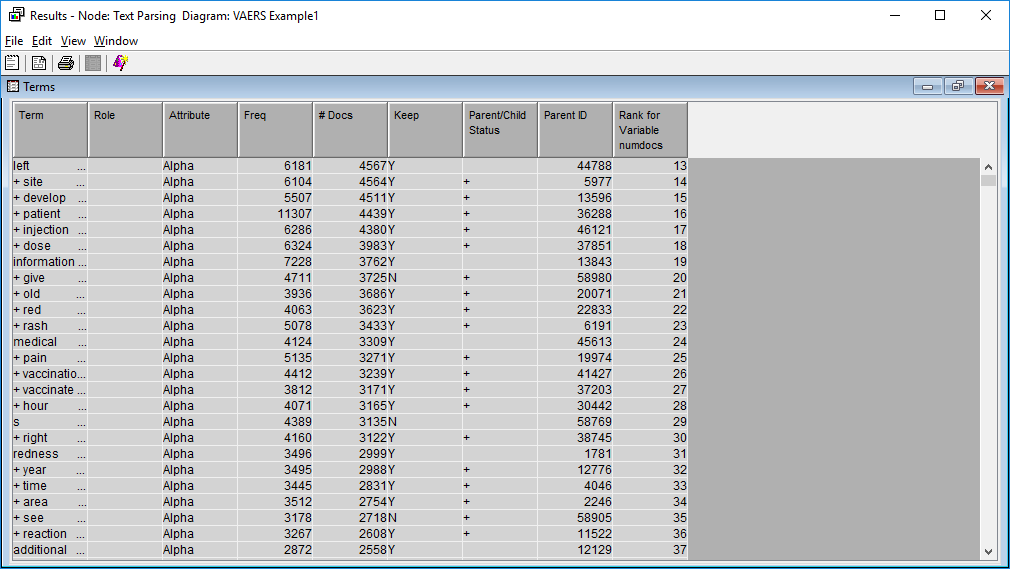 Results - Node: Text Parsing Diagram: VAERS Example1
File Edit View Window
Terms
Term Role Attribute Freq # Docs Keep Parent/Child Status Parent ID Rank for Variable numdocs
left ... Alpha 6181 4567 Y 44788 13
+ site ... Alpha 6104 4564 Y + 5977 14
+ develop ... Alpha 5507 4511 Y + 13596 15
+ patient ... Alpha 11307 4439 Y + 36288 16
+ injection ... Alpha 6286 4380 Y + 46121 17
+ dose ... Alpha 6324 3983 Y + 37851 18
information ... Alpha 7228 3762 Y 13843 19
+ give ... Alpha 4711 3725 N + 58980 20
+ old ... Alpha 3936 3686 Y + 20071 21
+ red ... Alpha 4063 3623 Y + 22833 22
+ rash ... Alpha 5078 3433 Y + 6191 23
medical ... Alpha 4124 3309 Y 45613 24
+ pain ... Alpha 5135 3271 Y + 19974 25
+ vaccinatio... Alpha 4412 3239 Y + 41427 26
+ vaccinate ... Alpha 3812 3171 Y + 37203 27
+ hour ... Alpha 4071 3165 Y + 30442 28
s ... Alpha 4389 3135 N 58769 29
+ right ... Alpha 4160 3122 Y + 38745 30
redness ... Alpha 3496 2999 Y 1781 31
+ year ... Alpha 3495 2988 Y + 12776 32
+ time ... Alpha 3445 2831 Y + 4046 33
+ area ... Alpha 3512 2754 Y + 2246 34
+ see ... Alpha 3178 2718 N + 58905 35
+ reaction ... Alpha 3267 2608 Y + 11522 36
additional ... Alpha 2872 2558 Y 12129 37